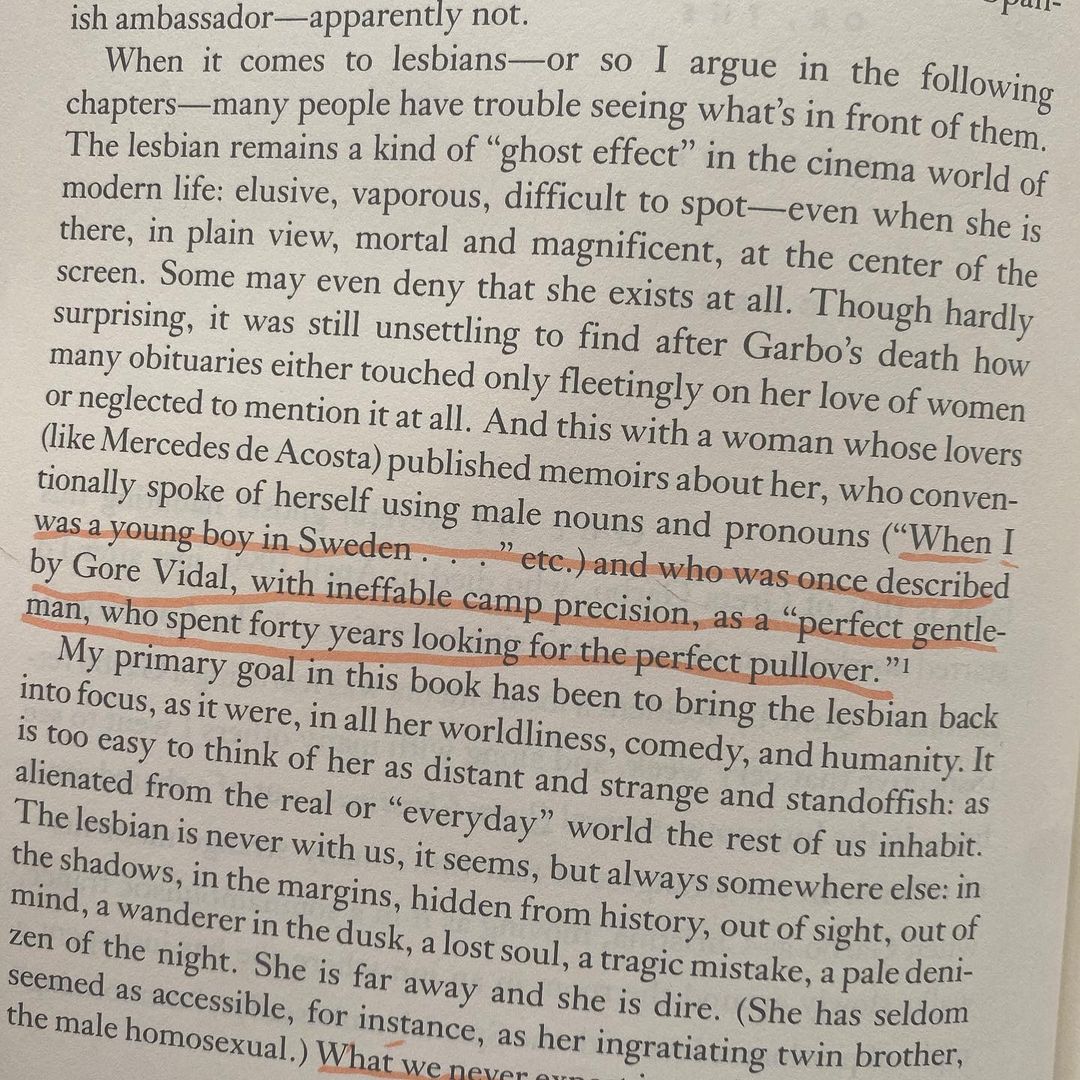 ish ambassador—apparently not.
When it comes to lesbians—or so I argue in the following
chapters—many people have trouble seeing what's in front of them.
The lesbian remains a kind of “ghost effect” in the cinema world of
modern life: elusive, vaporous, difficult to spot—even when she is
there, in plain view, mortal and magnificent, at the center of the
screen. Some may even deny that she exists at all. Though hardly
surprising, it was still unsettling to find after Garbo's death how
many obituaries either touched only fleetingly on her love of women
or neglected to mention it at all. And this with a woman whose lovers
(like Mercedes de Acosta) published memoirs about her, who conven-
tionally spoke of herself using male nouns and pronouns (“When I
was a young boy in Sweden . . . ” etc.) and who was once described
by Gore Vidal, with ineffable camp precision, as a “perfect gentle-
man, who spent forty years looking for the perfect pullover.”1
My primary goal in this book has been to bring the lesbian back
into focus, as it were, in all her worldliness, comedy, and humanity. It
is too easy to think of her as distant and strange and standoffish: as
alienated from the real or “everyday” world the rest of us inhabit.
The lesbian is never with us, it seems, but always somewhere else: in
the shadows, in the margins, hidden from history, out of sight, out of
mind, a wanderer in the dusk, a lost soul, a tragic mistake, a pale deni-
zen of the night. She is far away and she is dire. (She has seldom
seemed as accessible, for instance, as her ingratiating twin brother,
the male homosexual.) What we never